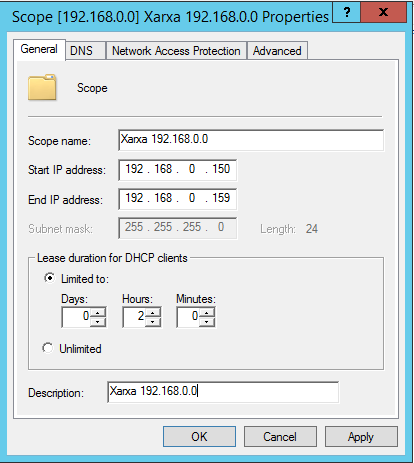 Scope [192.168.0.0] Xarxa 192.168.0.0 Properties ? x
General DNS Network Access Protection Advanced
Scope
Scope name: Xarxa 192.168.0.0
Start IP address: 192 . 168 . 0 . 150
End IP address: 192 . 168 . 0 . 159
Subnet mask: 255 . 255 . 255 . 0 Length: 24
Lease duration for DHCP clients
Limited to:
Days: Hours: Minutes:
0 2 0
Unlimited
Description: Xarxa 192.168.0.0
OK Cancel Apply